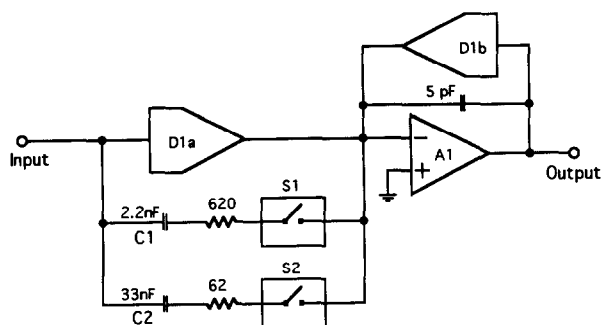 D1b
5 pF
D1a
Input
−
A1
+
Output
S1
2.2nF
620
C1
S2
33nF
62
C2